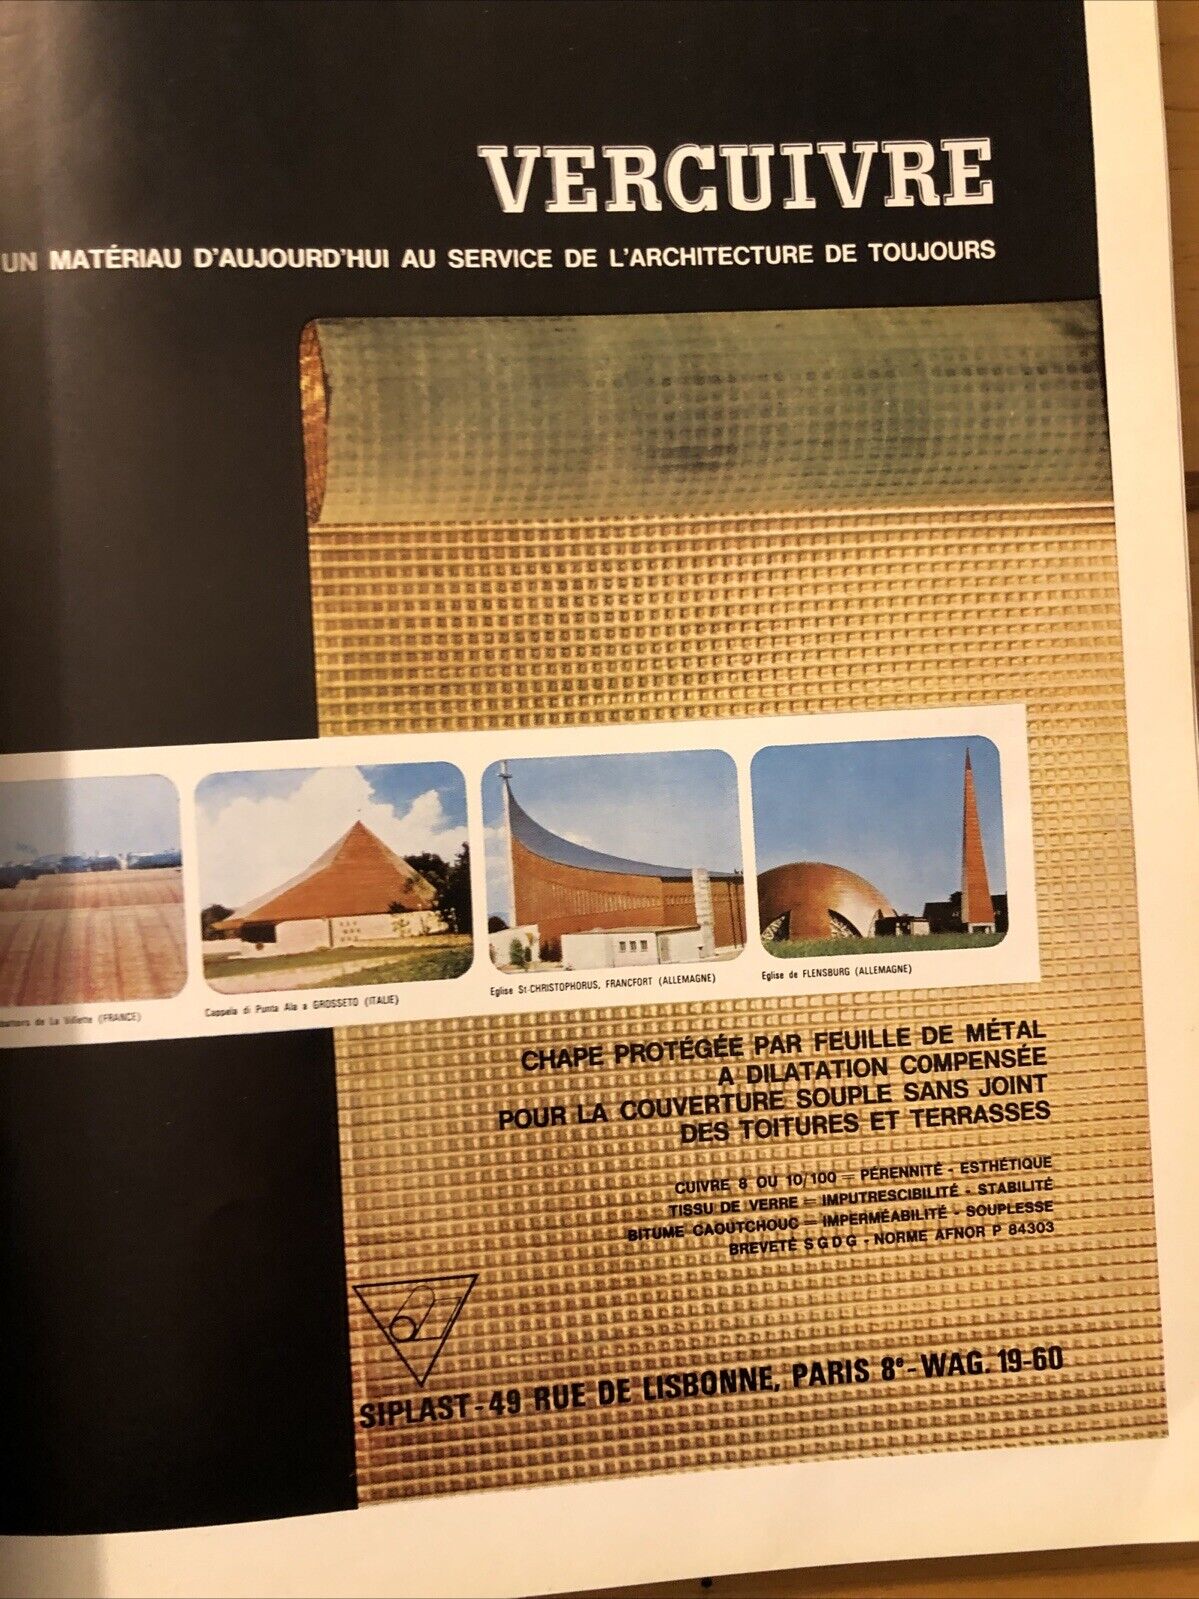 VERCUIVRE
UN MATÉRIAU D'AUJOURD'HUI AU SERVICE DE L'ARCHITECTURE DE TOUJOURS
de La Villette (FRANCE)
Cappela di Punta Ala a GROSSETO (ITALIE)
Eglise St-CHRISTOPHORUS, FRANCFORT (ALLEMAGNE)
Eglise de FLENSBURG (ALLEMAGNE)
CHAPE PROTÉGÉE PAR FEUILLE DE MÉTAL
A DILATATION COMPENSÉE
POUR LA COUVERTURE SOUPLE SANS JOINT
DES TOITURES ET TERRASSES
CUIVRE 8 OU 10/100 = PÉRENNITÉ - ESTHÉTIQUE
TISSU DE VERRE = IMPUTRESCIBILITÉ - STABILITÉ
BITUME CAOUTCHOUC = IMPERMÉABILITÉ - SOUPLESSE
BREVETÉ S G D G - NORME AFNOR P 84303
SIPLAST - 49 RUE DE LISBONNE, PARIS 8e - WAG. 19-60